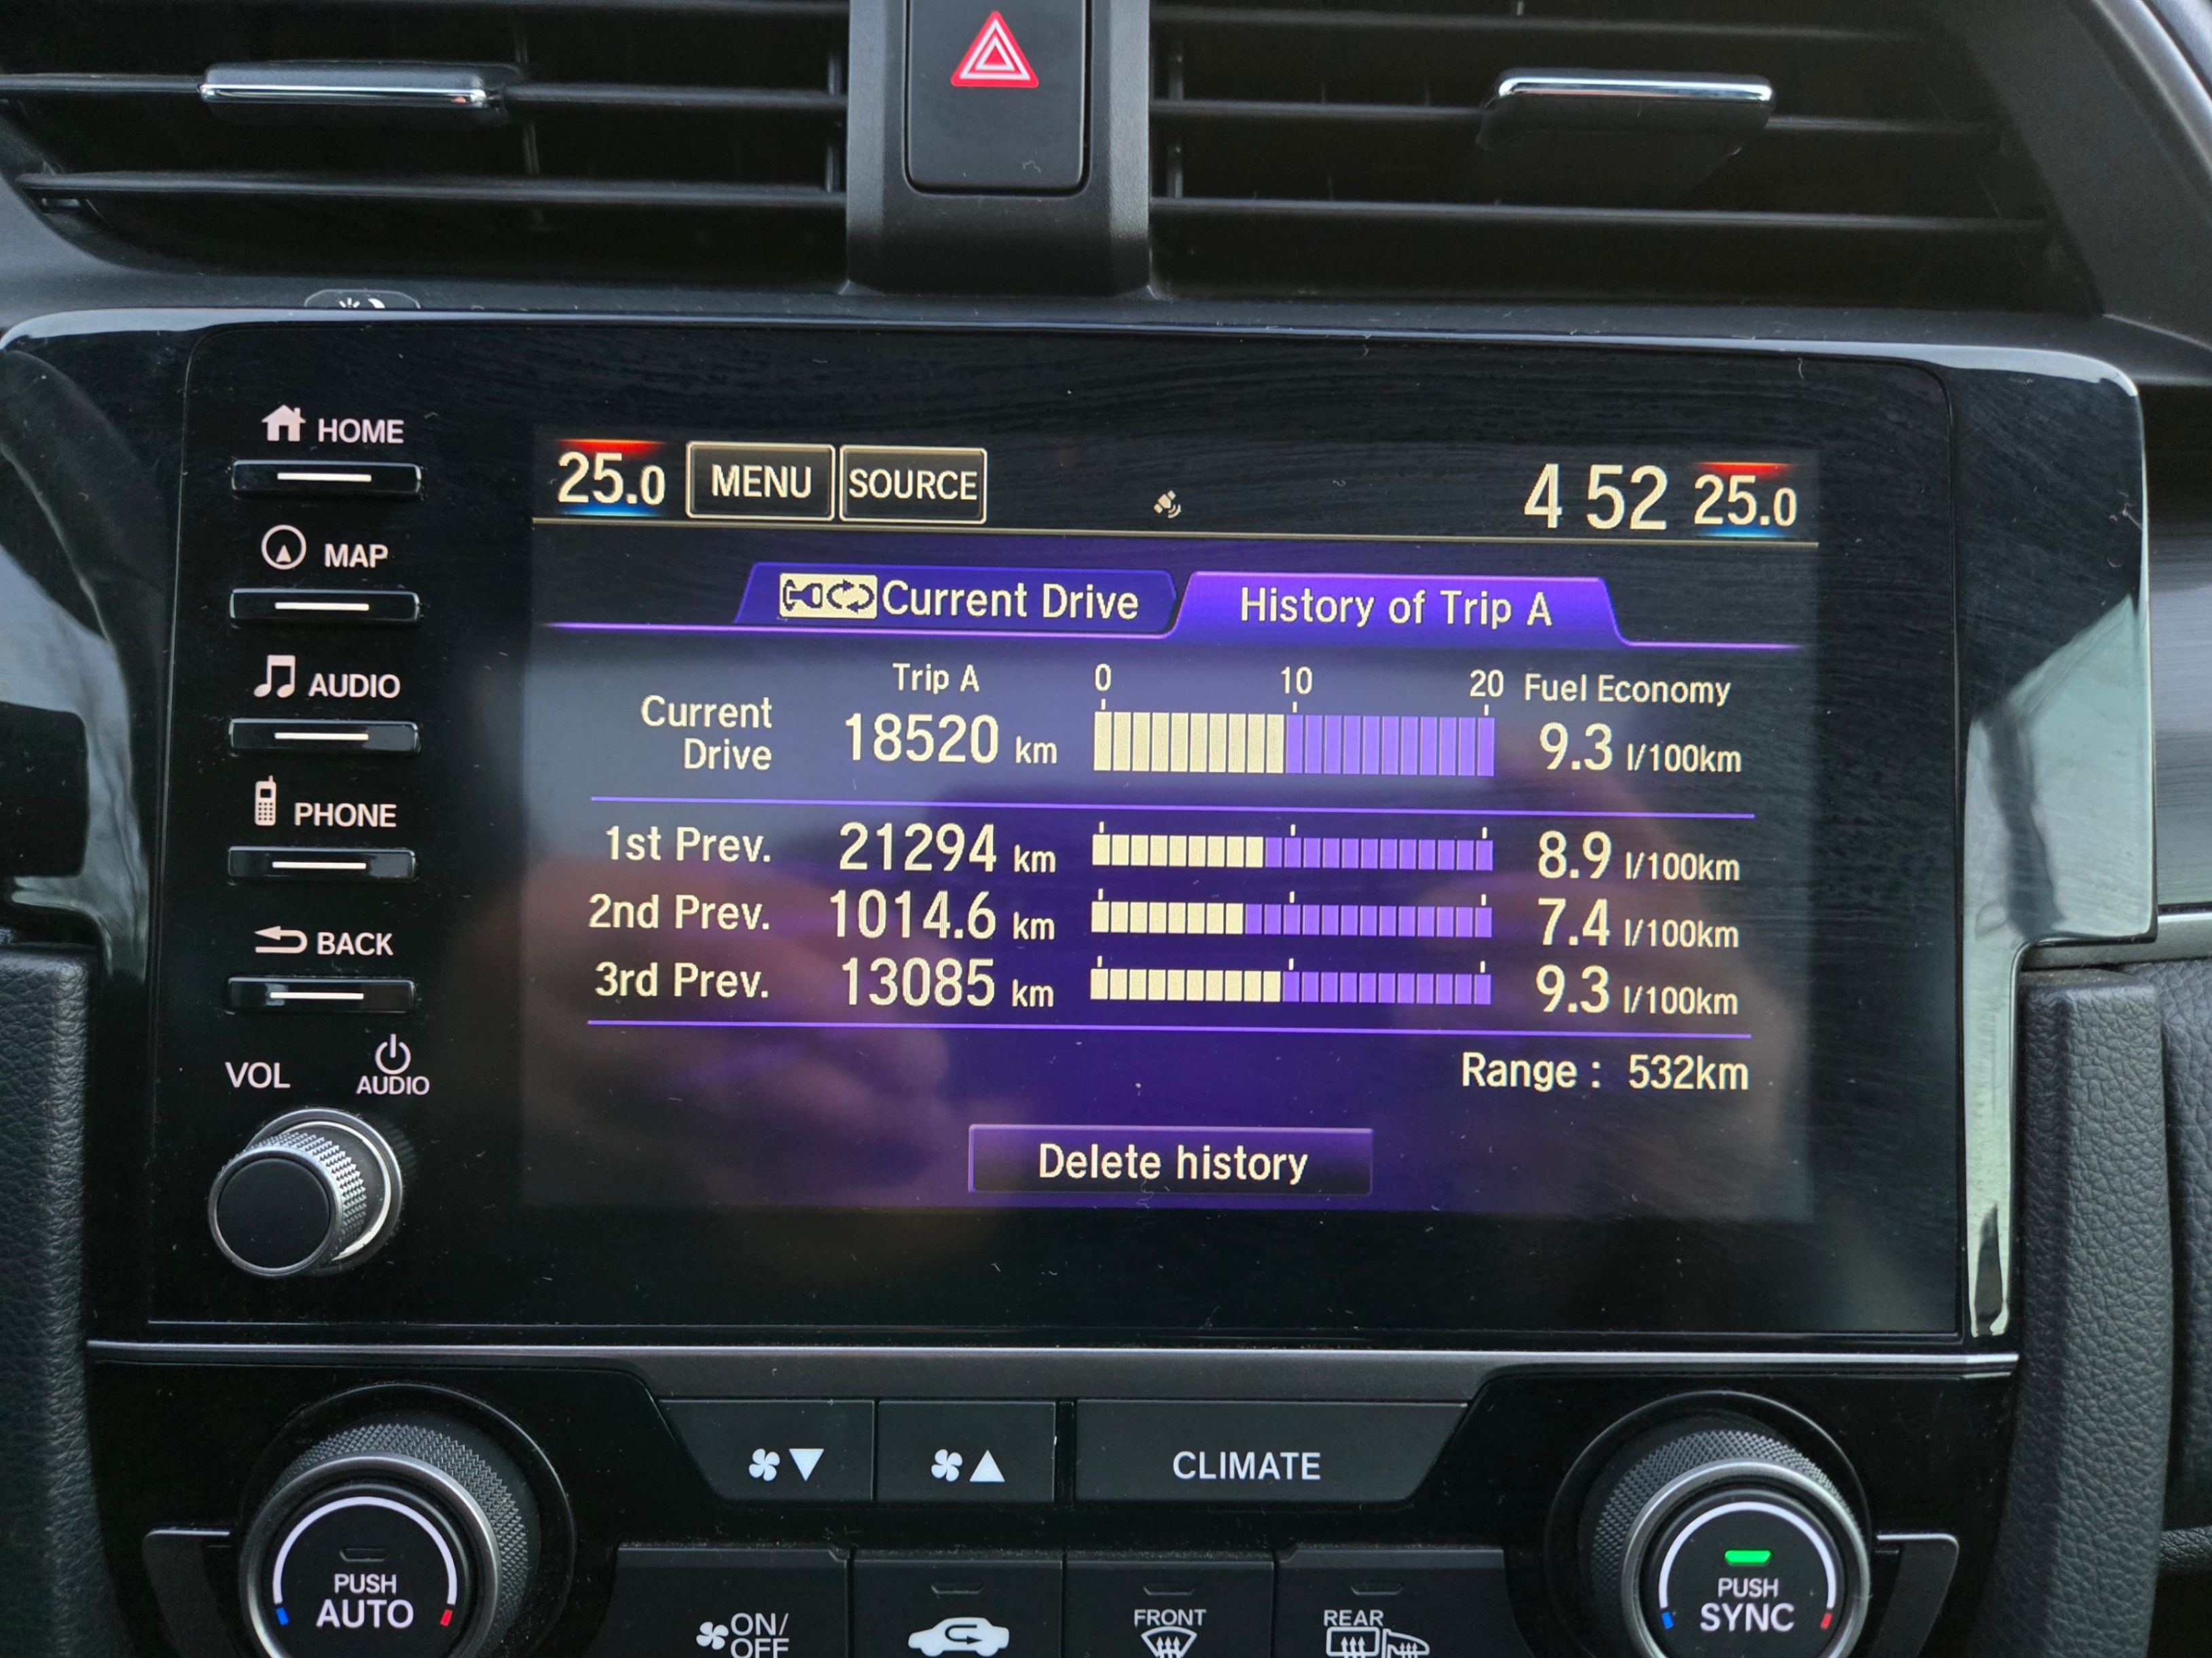 HOME
MAP
AUDIO
PHONE
BACK
VOL AUDIO
25.0 MENU SOURCE 4 52 25.0
Current Drive History of Trip A
Trip A 0 10 20 Fuel Economy
Current Drive 18520 km 9.3 l/100km
1st Prev. 21294 km 8.9 l/100km
2nd Prev. 1014.6 km 7.4 l/100km
3rd Prev. 13085 km 9.3 l/100km
Range : 532km
Delete history
CLIMATE
PUSH AUTO
ON/OFF
FRONT
REAR
PUSH SYNC